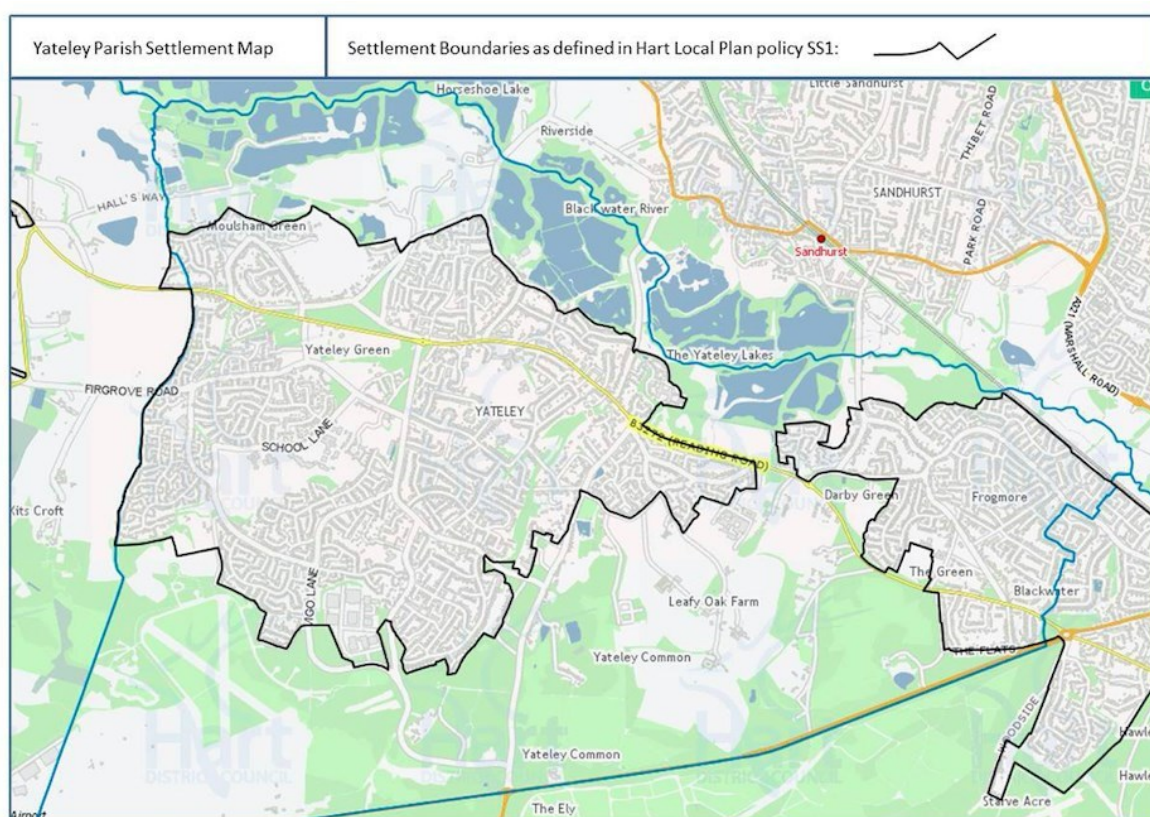 Yateley Parish Settlement Map
Settlement Boundaries as defined in Hart Local Plan policy SS1:
Horseshoe Lake
Little Sandhurst
Riverside
THIBET ROAD
HALL'S WAY
SANDHURST
Blackwater River
Moulsham Green
PARK ROAD
Sandhurst
A321 (MARSHALL ROAD)
Yateley Green
The Yateley Lakes
FIRGROVE ROAD
YATELEY
SCHOOL LANE
B3272 (READING ROAD)
Darby Green
Frogmore
Kits Croft
The Green
Blackwater
Leafy Oak Farm
THE FLATS
Yateley Common
WOODSIDE
Yateley Common
Hart
DISTRICT COUNCIL
The Ely
Starve Acre
Airport